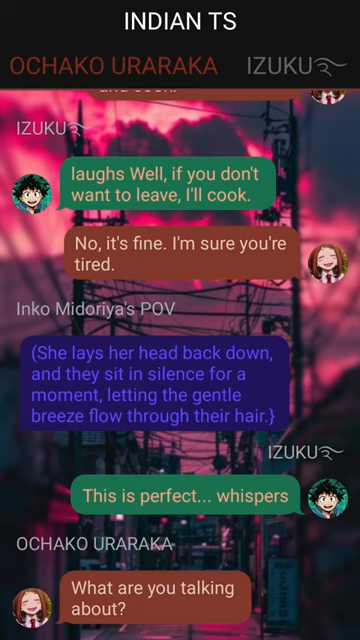 INDIAN TS
OCHAKO URARAKA IZUKU
and cook.
IZUKU
laughs Well, if you don't
want to leave, I'll cook.
No, it's fine. I'm sure you're
tired.
Inko Midoriya's POV
(She lays her head back down,
and they sit in silence for a
moment, letting the gentle
breeze flow through their hair.}
IZUKU
This is perfect... whispers
OCHAKO URARAKA
What are you talking
about?